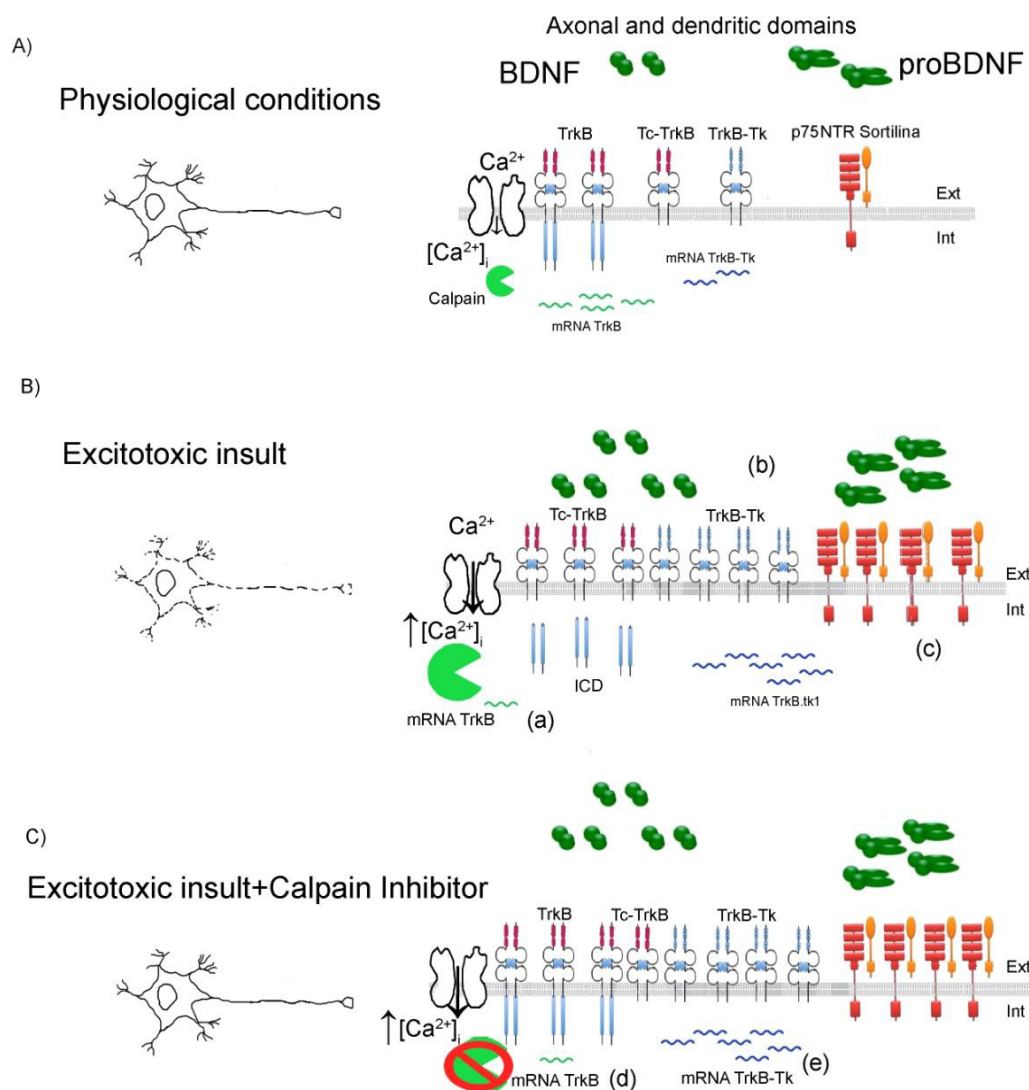 A)
Axonal and dendritic domains
BDNF
proBDNF
Physiological conditions
TrkB
Tc-TrkB
TrkB-Tk
p75NTR Sortilina
Ca2+
Ext
Int
[Ca2+]i
mRNA TrkB-Tk
Calpain
mRNA TrkB
B)
Excitotoxic insult
(b)
Tc-TrkB
TrkB-Tk
Ca2+
Ext
Int
↑[Ca2+]i
(c)
ICD
mRNA TrkB.tk1
mRNA TrkB
(a)
C)
Excitotoxic insult+Calpain Inhibitor
TrkB
Tc-TrkB
TrkB-Tk
Ext
Ca2+
Int
↑[Ca2+]i
mRNA TrkB
(d)
mRNA TrkB-Tk
(e)